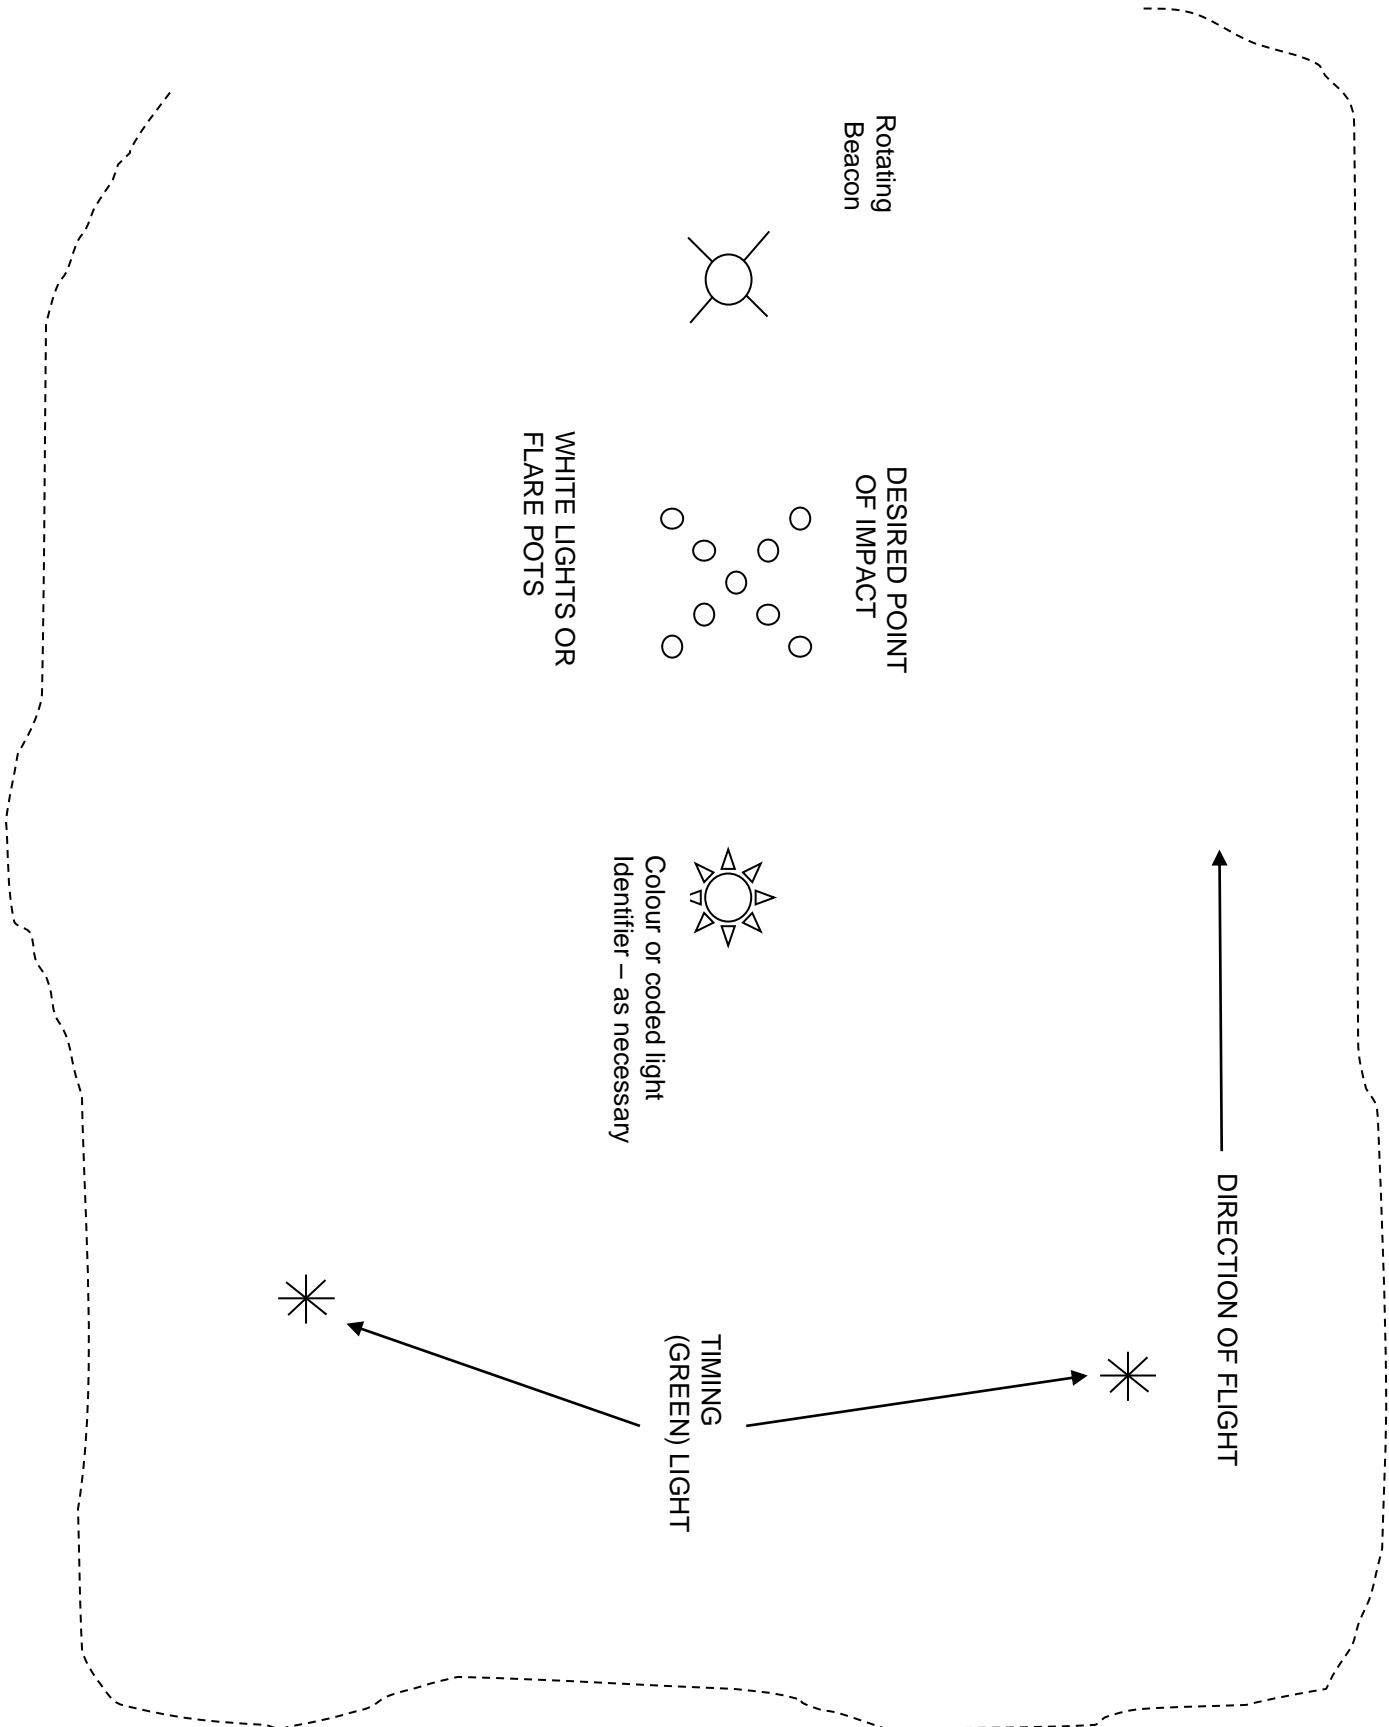 Rotating
Beacon
DESIRED POINT
OF IMPACT
WHITE LIGHTS OR
FLARE POTS
Colour or coded light
Identifier – as necessary
DIRECTION OF FLIGHT
TIMING
(GREEN) LIGHT